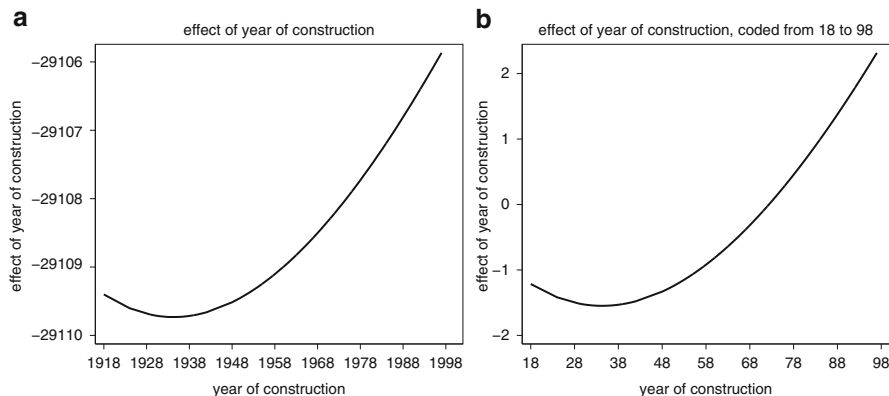 a
effect of year of construction
effect of year of construction
−29106
−29107
−29108
−29109
−29110
1918 1928 1938 1948 1958 1968 1978 1988 1998
year of construction
b
effect of year of construction, coded from 18 to 98
effect of year of construction
2
1
0
−1
−2
18 28 38 48 58 68 78 88 98
year of construction